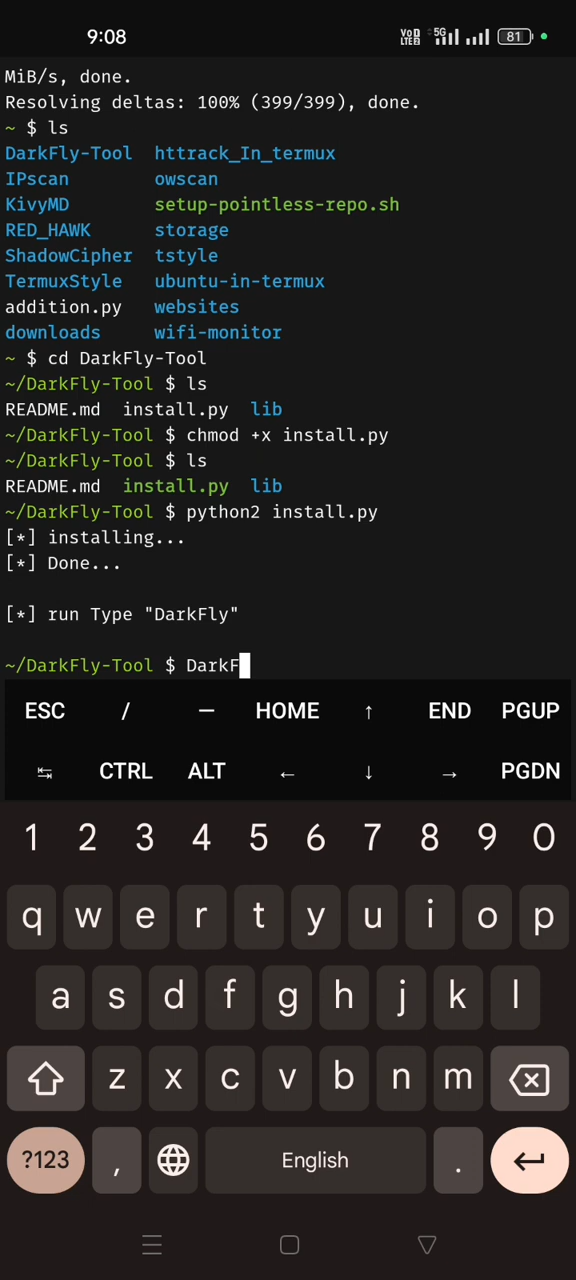 9:08 VoD LTE2 5G 81
MiB/s, done.
Resolving deltas: 100% (399/399), done.
~ $ ls
DarkFly-Tool httrack_In_termux
IPscan owscan
KivyMD setup-pointless-repo.sh
RED_HAWK storage
ShadowCipher tstyle
TermuxStyle ubuntu-in-termux
addition.py websites
downloads wifi-monitor
~ $ cd DarkFly-Tool
~/DarkFly-Tool $ ls
README.md install.py lib
~/DarkFly-Tool $ chmod +x install.py
~/DarkFly-Tool $ ls
README.md install.py lib
~/DarkFly-Tool $ python2 install.py
[*] installing...
[*] Done...
[*] run Type "DarkFly"
~/DarkFly-Tool $ DarkF
ESC / — HOME ↑ END PGUP
↹ CTRL ALT ← ↓ → PGDN
1 2 3 4 5 6 7 8 9 0
q w e r t y u i o p
a s d f g h j k l
z x c v b n m
?123 , English .